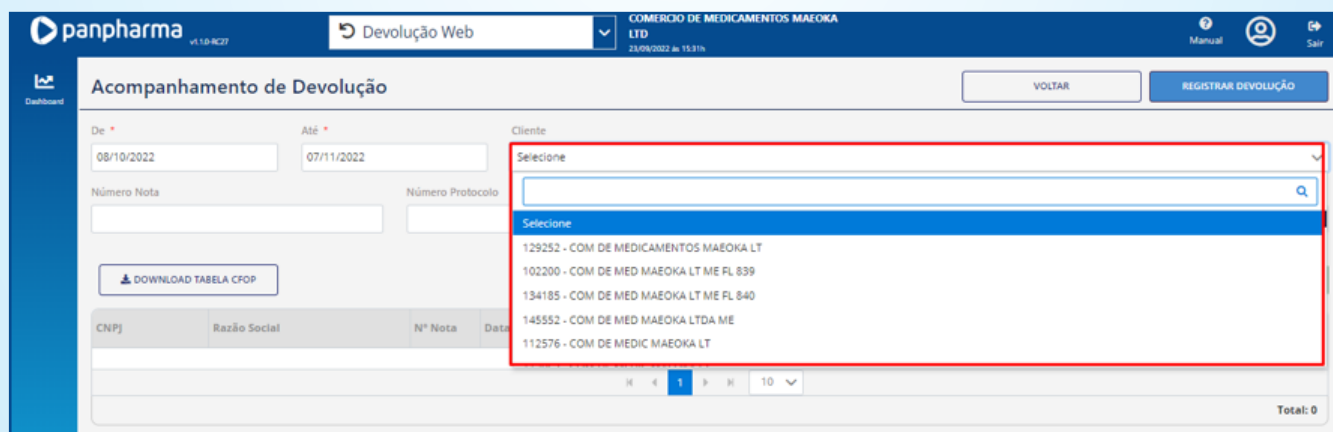 panpharma v1.1.0-RC27
Devolução Web
COMERCIO DE MEDICAMENTOS MAEOKA
LTD
23/09/2022 às 15:31h
Manual
Sair
Dashboard
Acompanhamento de Devolução
VOLTAR
REGISTRAR DEVOLUÇÃO
De *
Até *
Cliente
08/10/2022
07/11/2022
Selecione
Número Nota
Número Protocolo
Selecione
129252 - COM DE MEDICAMENTOS MAEOKA LT
102200 - COM DE MED MAEOKA LT ME FL 839
134185 - COM DE MED MAEOKA LT ME FL 840
145552 - COM DE MED MAEOKA LTDA ME
112576 - COM DE MEDIC MAEOKA LT
DOWNLOAD TABELA CFOP
CNPJ
Razão Social
Nº Nota
Data
1
10
Total: 0